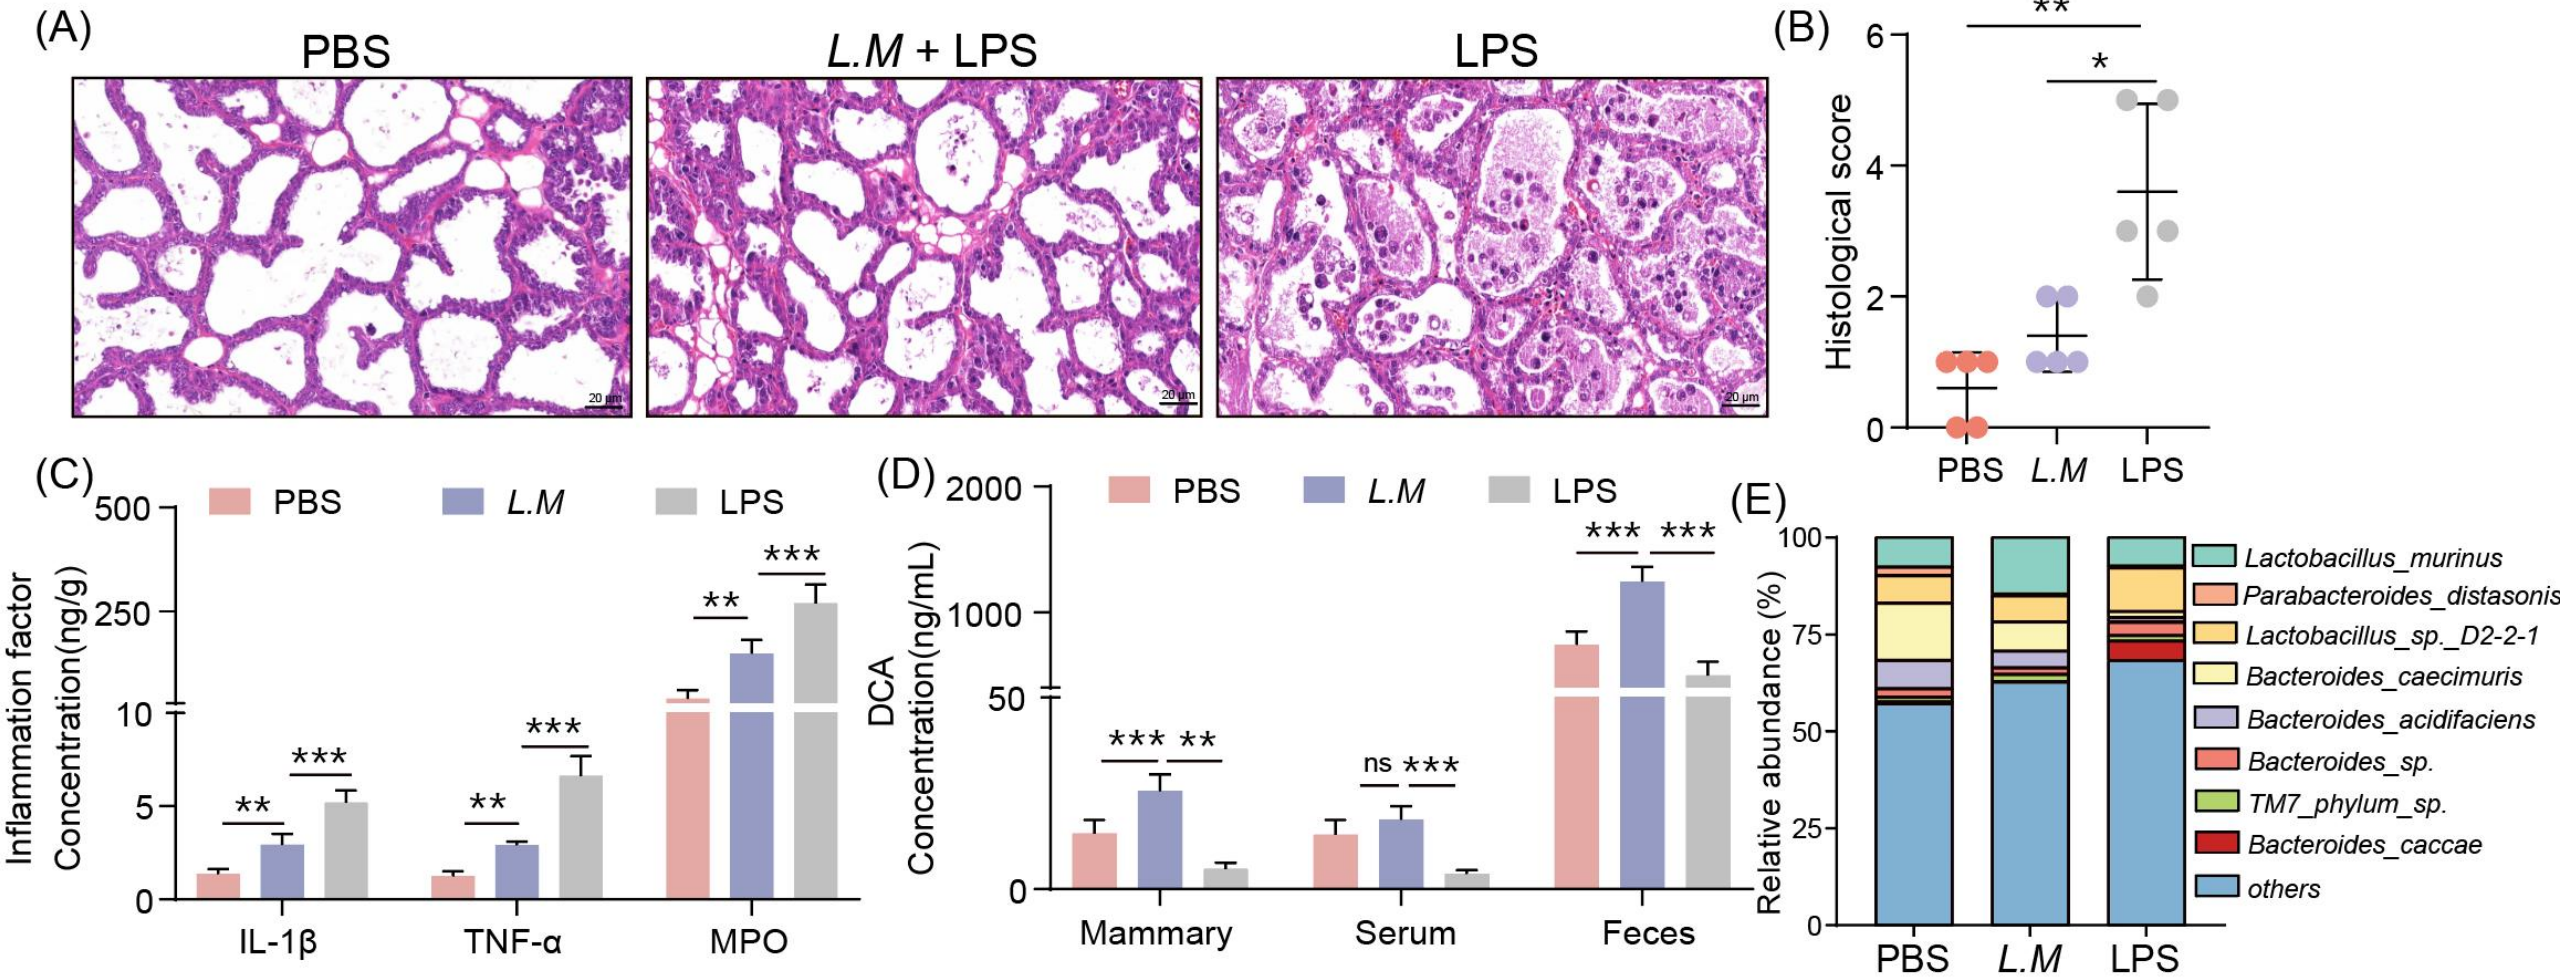 (A)
PBS
L.M + LPS
LPS
20 µm
20 µm
20 µm
(B)
**
*
Histological score
6
4
2
0
PBS L.M LPS
(C)
PBS L.M LPS
Inflammation factor
Concentration(ng/g)
500
250
10
5
0
** ***
** ***
** ***
IL-1β TNF-α MPO
(D)
PBS L.M LPS
DCA
Concentration(ng/mL)
2000
1000
50
0
*** **
ns ***
*** ***
Mammary Serum Feces
(E)
Relative abundance (%)
100
75
50
25
0
PBS L.M LPS
Lactobacillus_murinus
Parabacteroides_distasonis
Lactobacillus_sp._D2-2-1
Bacteroides_caecimuris
Bacteroides_acidifaciens
Bacteroides_sp.
TM7_phylum_sp.
Bacteroides_caccae
others